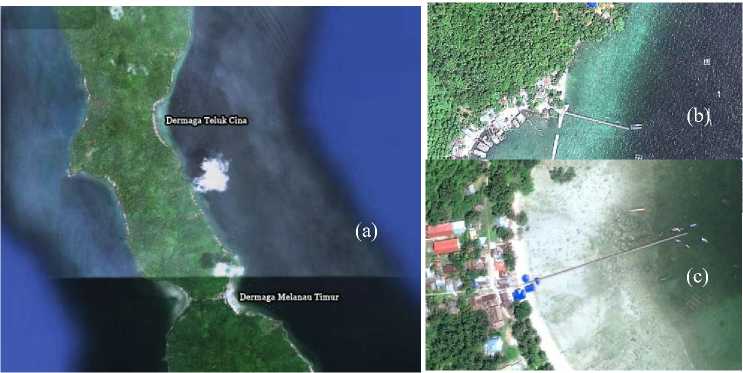 Dermaga Teluk Cina
(a)
Dermaga Melanau Timur
(b)
(c)